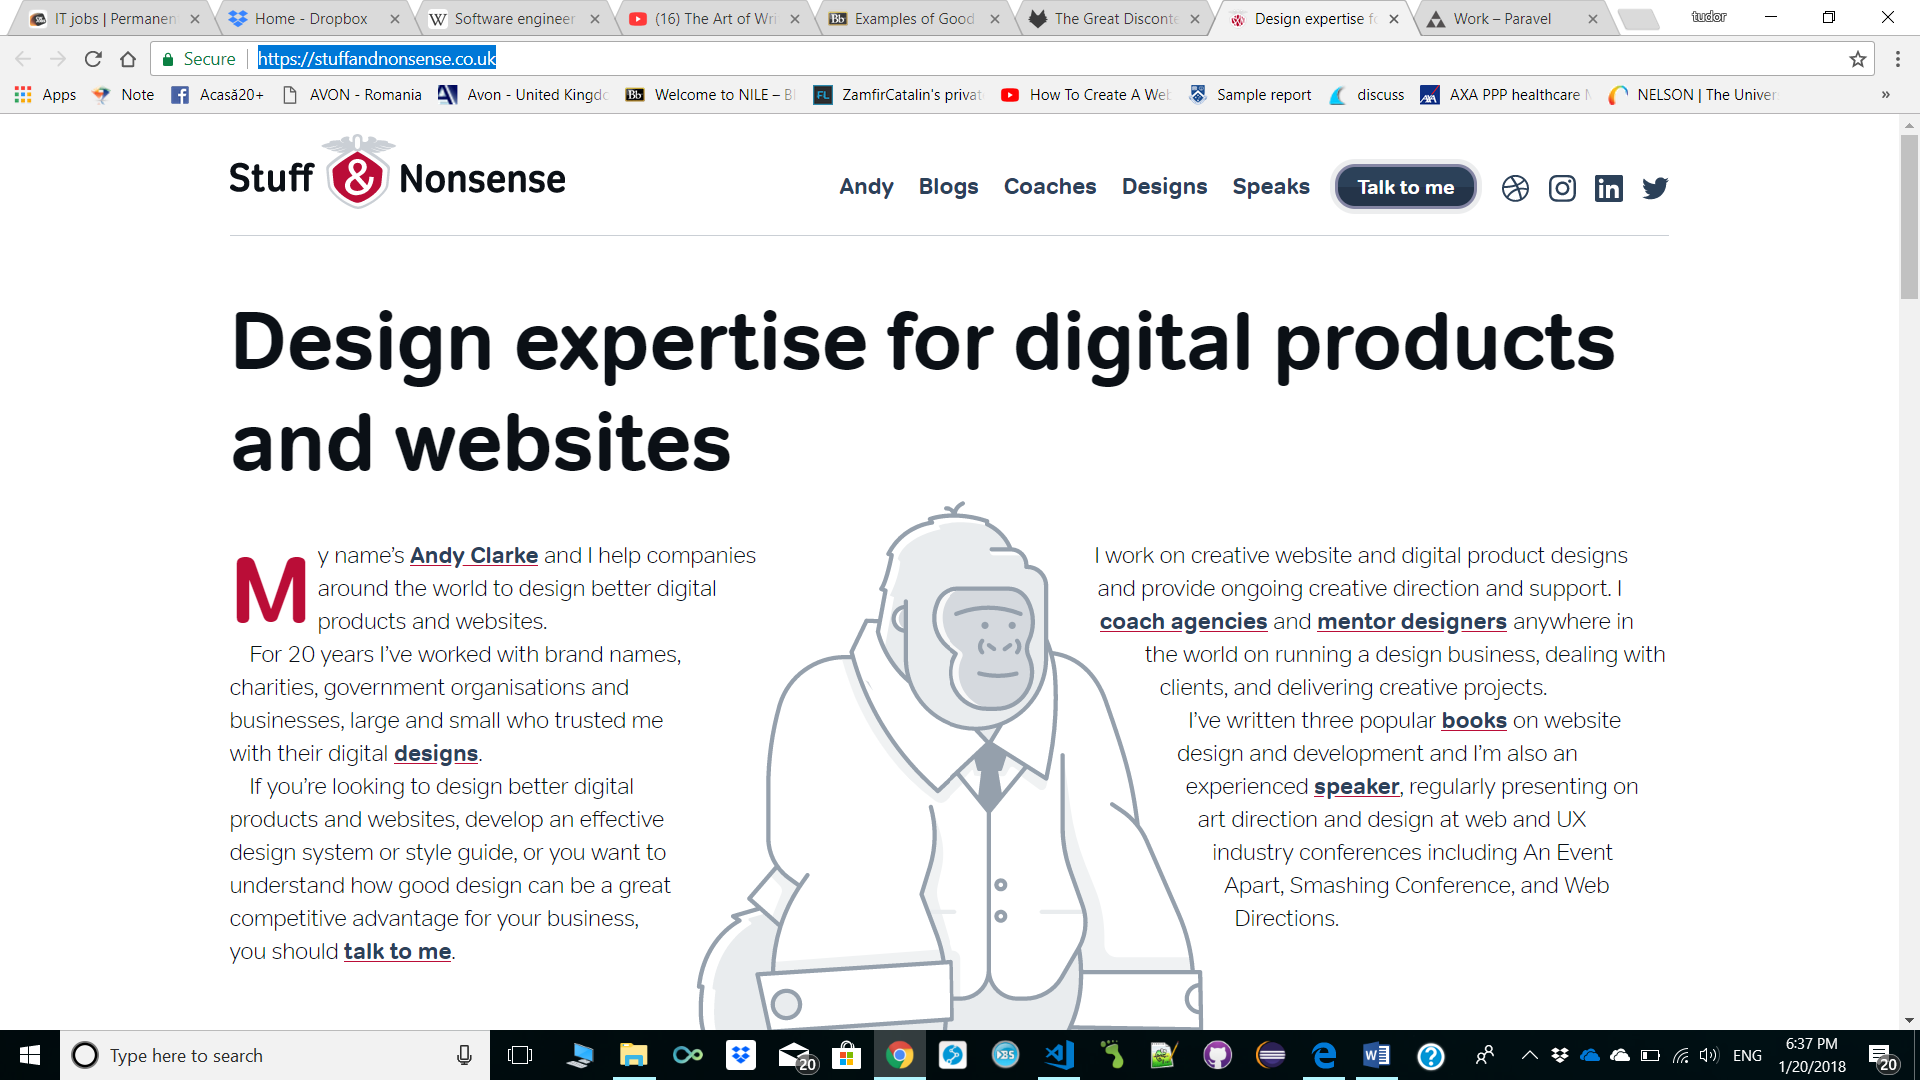 IT jobs | Permanen
Home - Dropbox
Software engineer
(16) The Art of Wri
Examples of Good
The Great Disconte
Design expertise fo
Work – Paravel
tudor
Secure
https://stuffandnonsense.co.uk
Apps
Note
Acasă20+
AVON - Romania
Avon - United Kingdo
Welcome to NILE – Bl
ZamfirCatalin's privat
How To Create A Web
Sample report
discuss
AXA PPP healthcare
NELSON | The Univer
»
Stuff & Nonsense
Andy
Blogs
Coaches
Designs
Speaks
Talk to me
Design expertise for digital products
and websites
My name’s Andy Clarke and I help companies
around the world to design better digital
products and websites.
For 20 years I’ve worked with brand names,
charities, government organisations and
businesses, large and small who trusted me
with their digital designs.
If you’re looking to design better digital
products and websites, develop an effective
design system or style guide, or you want to
understand how good design can be a great
competitive advantage for your business,
you should talk to me.
I work on creative website and digital product designs
and provide ongoing creative direction and support. I
coach agencies and mentor designers anywhere in
the world on running a design business, dealing with
clients, and delivering creative projects.
I’ve written three popular books on website
design and development and I’m also an
experienced speaker, regularly presenting on
art direction and design at web and UX
industry conferences including An Event
Apart, Smashing Conference, and Web
Directions.
Type here to search
20
ENG
6:37 PM
1/20/2018
20